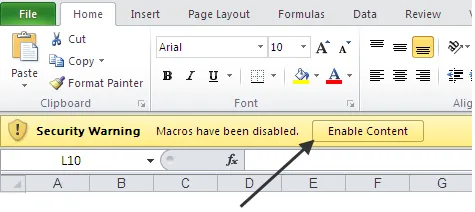 File Home Insert Page Layout Formulas Data Review
Cut
Copy
Format Painter
Paste
Clipboard
Arial 10 A A
B I U A
Font
Security Warning Macros have been disabled. Enable Content
L10 fx
A B C D E F G